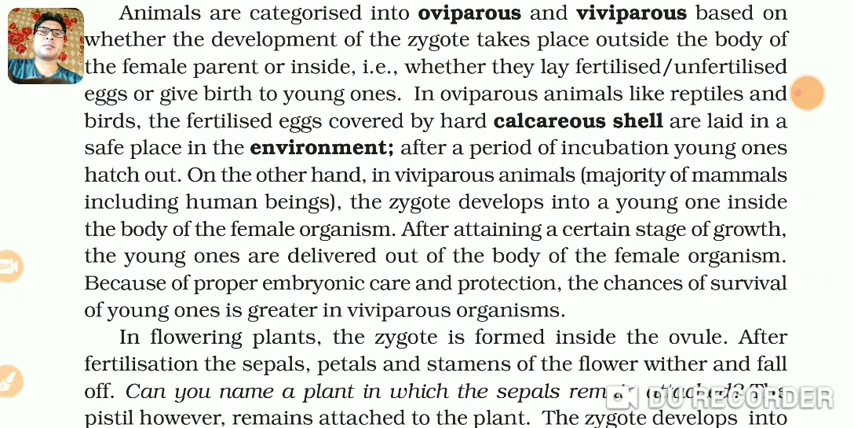 Animals are categorised into oviparous and viviparous based on
whether the development of the zygote takes place outside the body of
the female parent or inside, i.e., whether they lay fertilised/unfertilised
eggs or give birth to young ones. In oviparous animals like reptiles and
birds, the fertilised eggs covered by hard calcareous shell are laid in a
safe place in the environment; after a period of incubation young ones
hatch out. On the other hand, in viviparous animals (majority of mammals
including human beings), the zygote develops into a young one inside
the body of the female organism. After attaining a certain stage of growth,
the young ones are delivered out of the body of the female organism.
Because of proper embryonic care and protection, the chances of survival
of young ones is greater in viviparous organisms.
In flowering plants, the zygote is formed inside the ovule. After
fertilisation the sepals, petals and stamens of the flower wither and fall
off. Can you name a plant in which the sepals remain attached? The
pistil however, remains attached to the plant. The zygote develops into
GIF
DU RECORDER